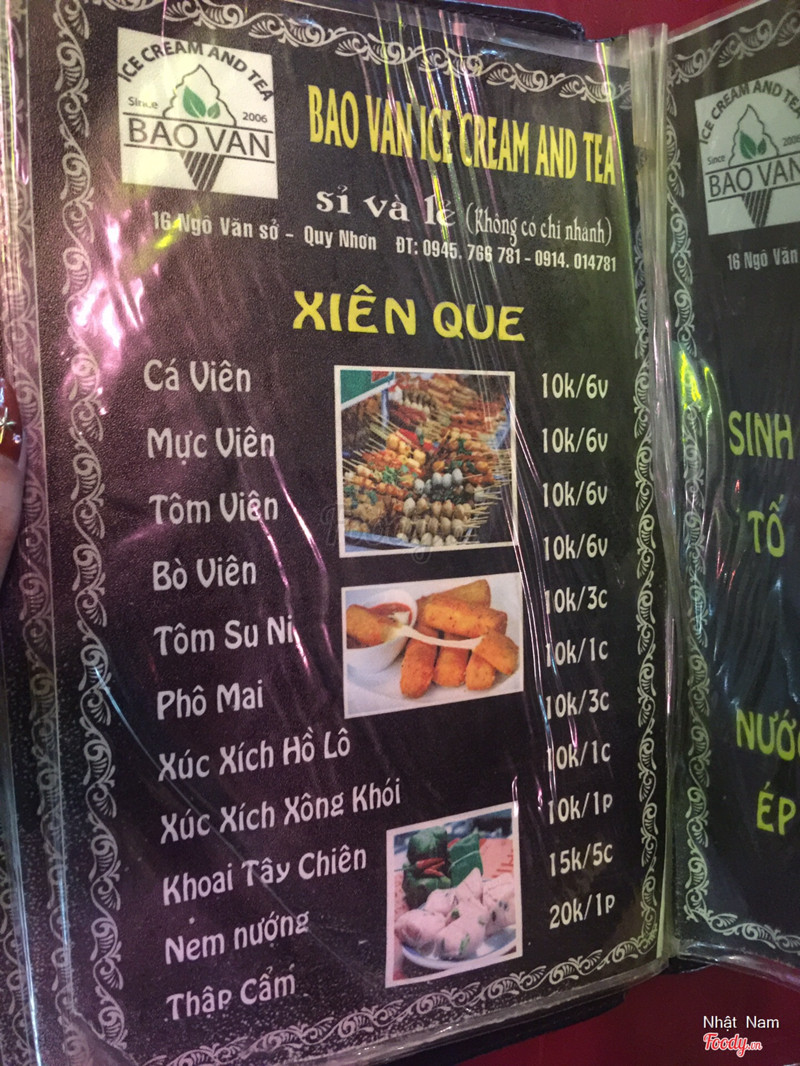 ICE CREAM AND TEA
Since 2006
BAO VAN
BAO VAN ICE CREAM AND TEA
sỉ và lẻ (Không có chi nhánh)
16 Ngô Văn sở - Quy Nhơn ĐT: 0945. 766 781 - 0914. 014781
XIÊN QUE
Cá Viên 10k/6v
Mực Viên 10k/6v
Tôm Viên 10k/6v
Bò Viên 10k/6v
Tôm Su Ni 10k/3c
Phô Mai 10k/1c
Xúc Xích Hồ Lô 10k/3c
Xúc Xích Xông Khói 10k/1c
Khoai Tây Chiên 10k/1p
Nem nướng 15k/5c
Thập Cẩm 20k/1p
ICE CREAM AND TEA
Since 2006
BAO VAN
16 Ngô Văn
SINH
TỐ
NƯỚC
ÉP
Nhật Nam
Foody.vn